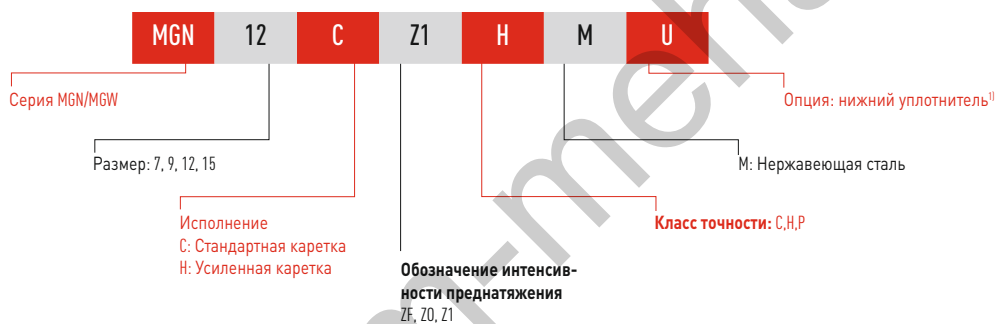 MGN 12 C Z1 H M U
Серия MGN/MGW
Опция: нижний уплотнитель¹⁾
Размер: 7, 9, 12, 15
М: Нержавеющая сталь
Исполнение
С: Стандартная каретка
Н: Усиленная каретка
Класс точности: C,H,P
Обозначение интенсив-
ности преднатяжения
ZF, Z0, Z1